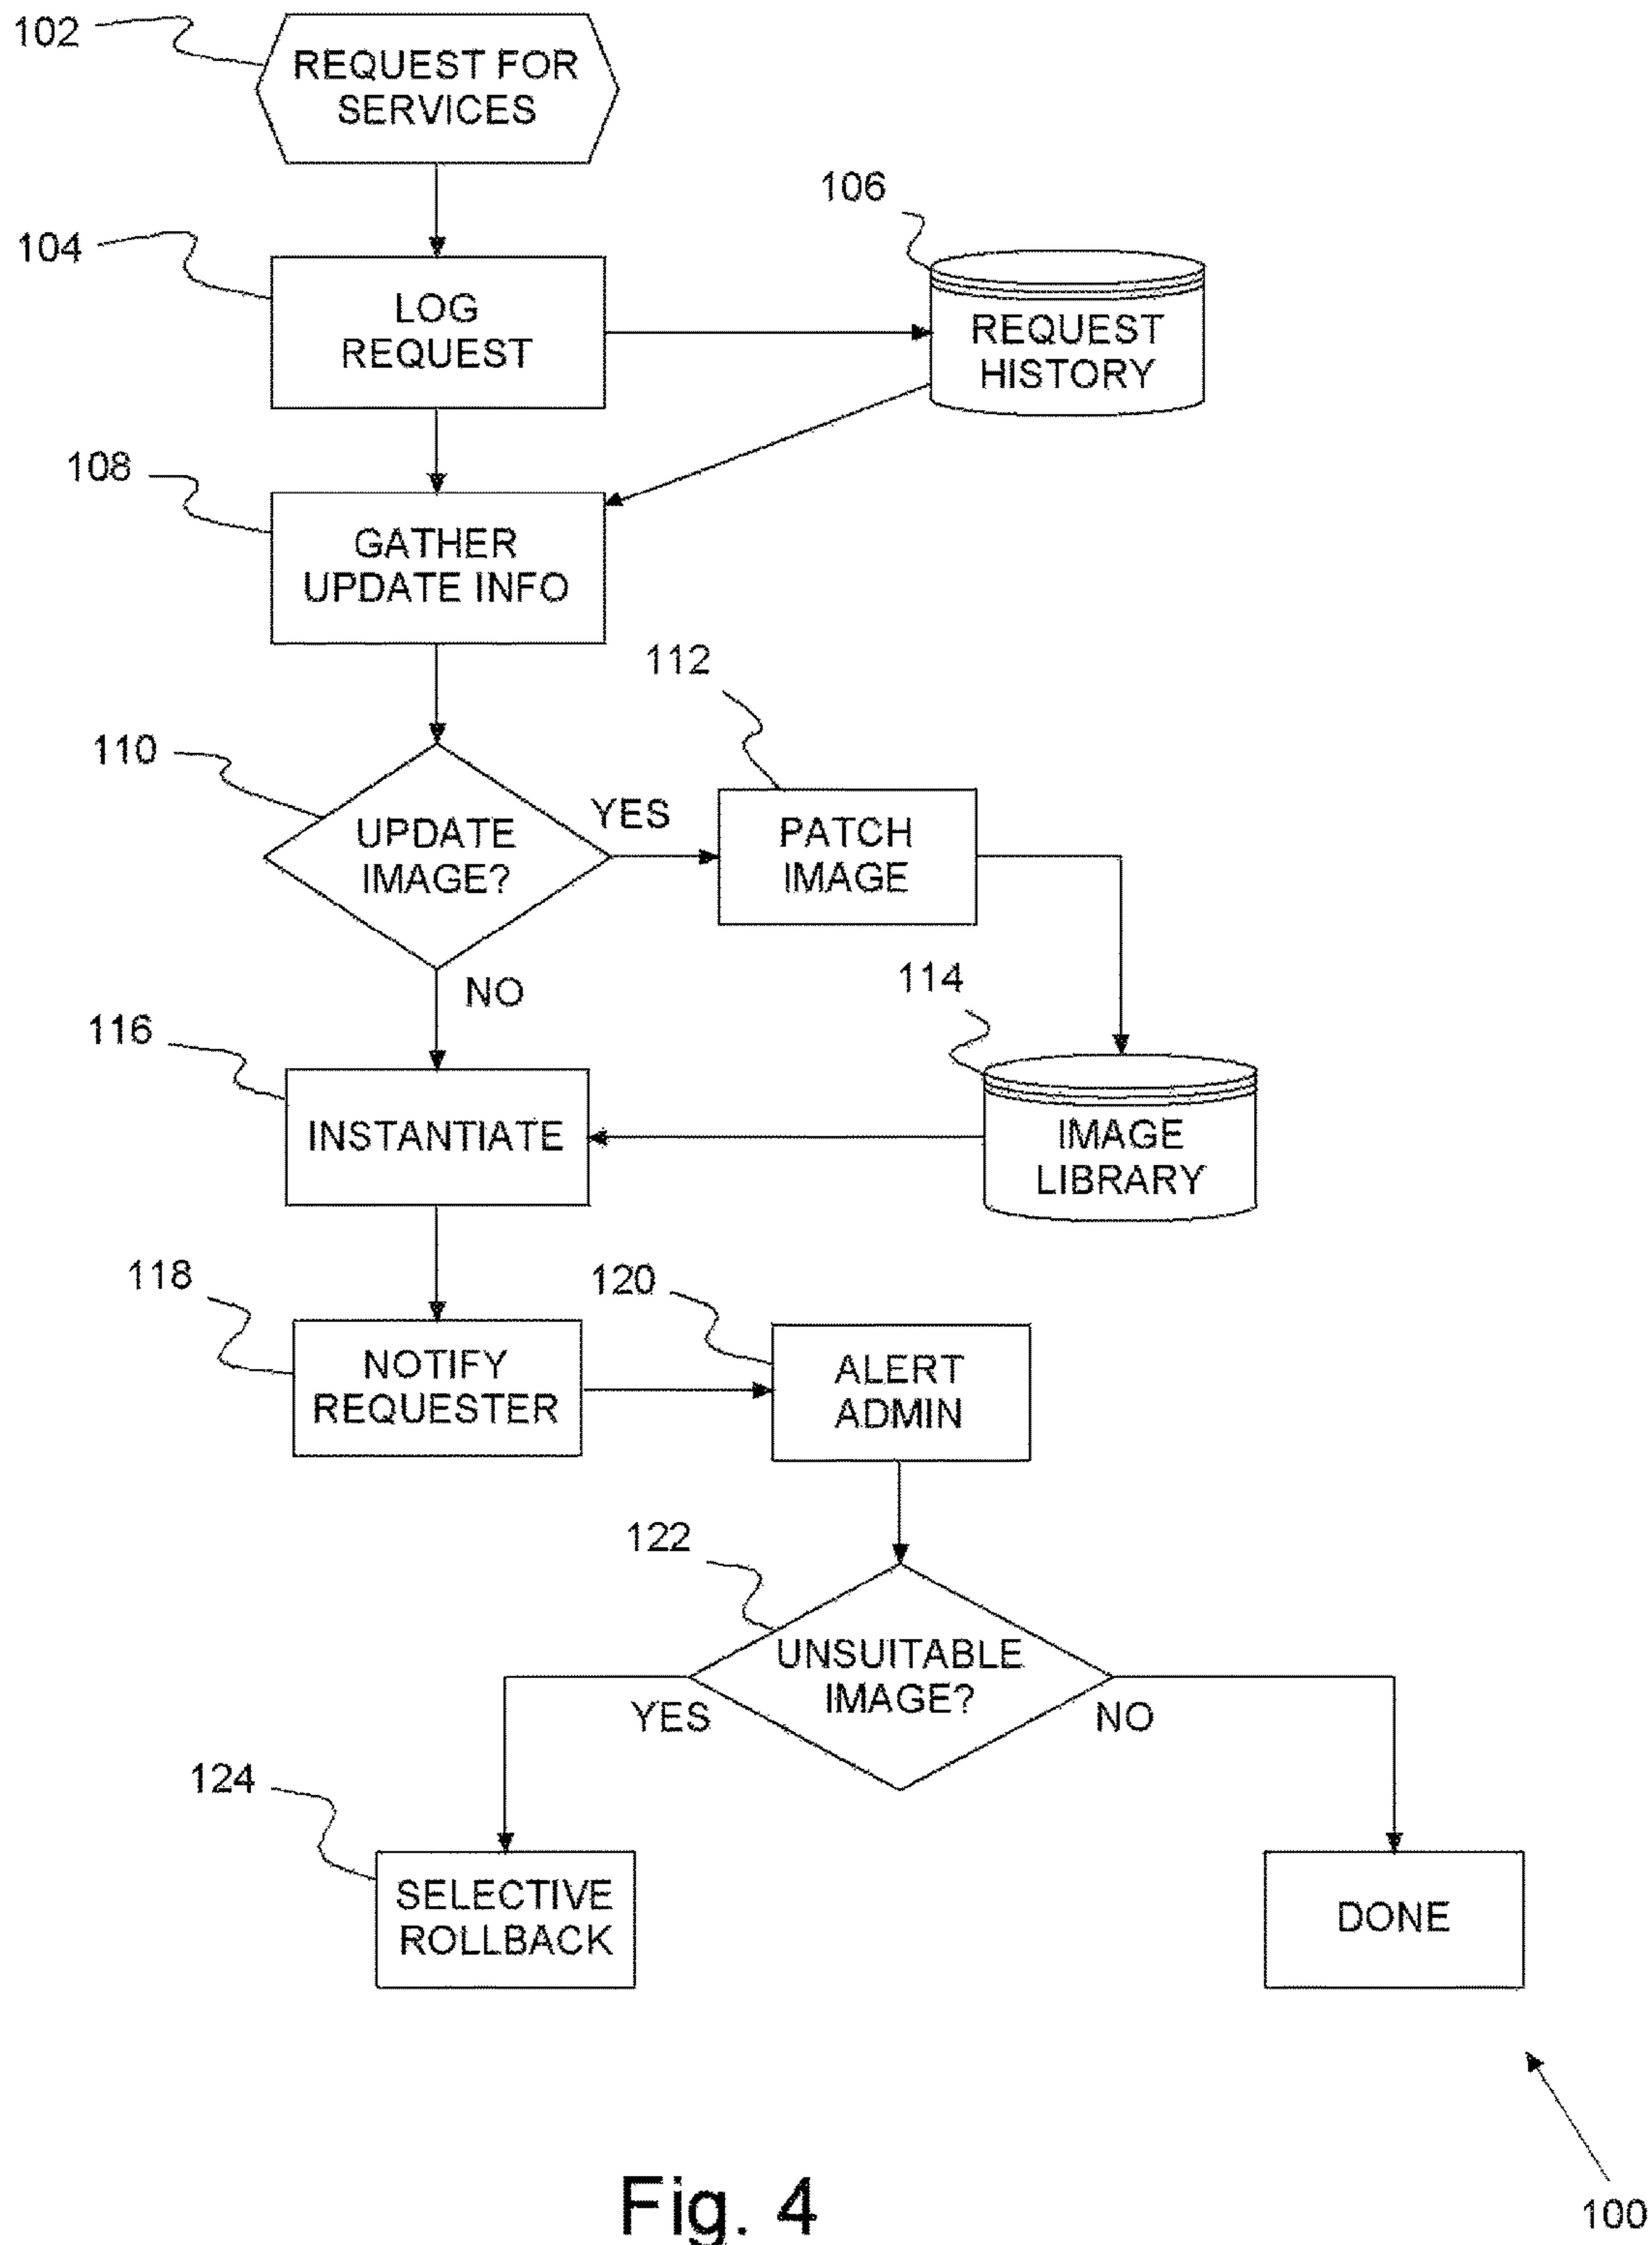 102
REQUEST FOR
SERVICES
106
104
LOG
REQUEST
REQUEST
HISTORY
108
GATHER
UPDATE INFO
112
110
YES
UPDATE
IMAGE?
PATCH
IMAGE
NO
114
116
INSTANTIATE
IMAGE
LIBRARY
118
120
NOTIFY
REQUESTER
ALERT
ADMIN
122
UNSUITABLE
IMAGE?
YES
NO
124
SELECTIVE
ROLLBACK
DONE
Fig. 4
100